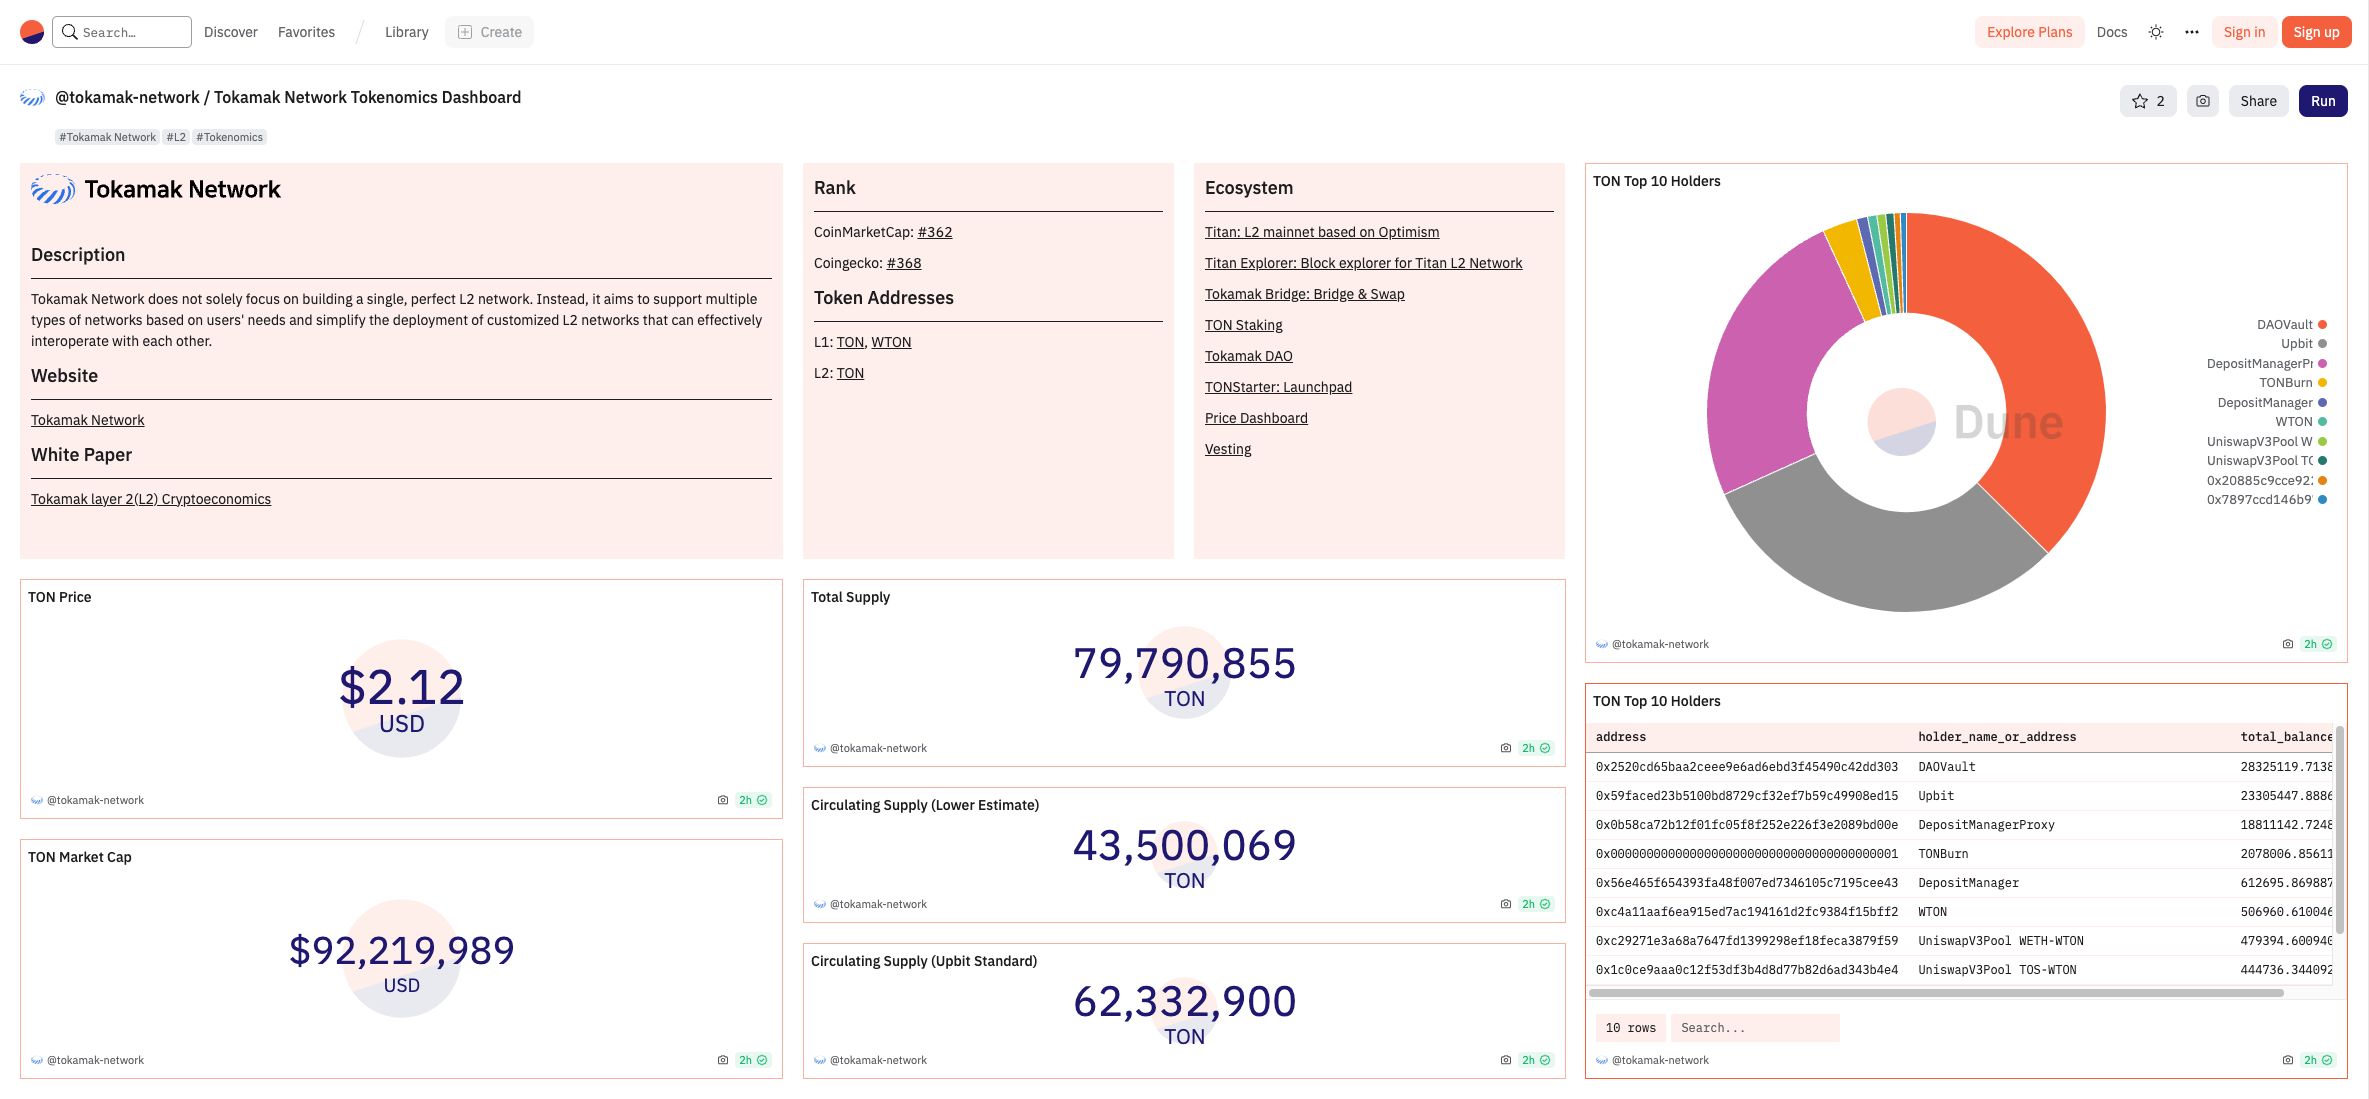 Search…
Discover
Favorites
Library
Create
Explore Plans
Docs
Sign in
Sign up
@tokamak-network / Tokamak Network Tokenomics Dashboard
2
Share
Run
#Tokamak Network #L2 #Tokenomics
Tokamak Network
Description
Tokamak Network does not solely focus on building a single, perfect L2 network. Instead, it aims to support multiple
types of networks based on users' needs and simplify the deployment of customized L2 networks that can effectively
interoperate with each other.
Website
Tokamak Network
White Paper
Tokamak layer 2(L2) Cryptoeconomics
Rank
CoinMarketCap: #362
Coingecko: #368
Token Addresses
L1: TON, WTON
L2: TON
Ecosystem
Titan: L2 mainnet based on Optimism
Titan Explorer: Block explorer for Titan L2 Network
Tokamak Bridge: Bridge & Swap
TON Staking
Tokamak DAO
TONStarter: Launchpad
Price Dashboard
Vesting
TON Top 10 Holders
Dune
DAOVault
Upbit
DepositManagerPr
TONBurn
DepositManager
WTON
UniswapV3Pool W
UniswapV3Pool TO
0x20885c9cce922
0x7897ccd146b9
@tokamak-network
2h
TON Price
$2.12
USD
@tokamak-network
2h
TON Market Cap
$92,219,989
USD
@tokamak-network
2h
Total Supply
79,790,855
TON
@tokamak-network
2h
Circulating Supply (Lower Estimate)
43,500,069
TON
@tokamak-network
2h
Circulating Supply (Upbit Standard)
62,332,900
TON
@tokamak-network
2h
TON Top 10 Holders
address holder_name_or_address total_balance
0x2520cd65baa2ceee9e6ad6ebd3f45490c42dd303 DAOVault 28325119.7138
0x59faced23b5100bd8729cf32ef7b59c49908ed15 Upbit 23305447.8886
0x0b58ca72b12f01fc05f8f252e226f3e2089bd00e DepositManagerProxy 18811142.7248
0x0000000000000000000000000000000000000001 TONBurn 2078006.85611
0x56e465f654393fa48f007ed7346105c7195cee43 DepositManager 612695.869887
0xc4a11aaf6ea915ed7ac194161d2fc9384f15bff2 WTON 506960.610046
0xc29271e3a68a7647fd1399298ef18feca3879f59 UniswapV3Pool WETH-WTON 479394.600940
0x1c0ce9aaa0c12f53df3b4d8d77b82d6ad343b4e4 UniswapV3Pool TOS-WTON 444736.344092
10 rows
Search...
@tokamak-network
2h